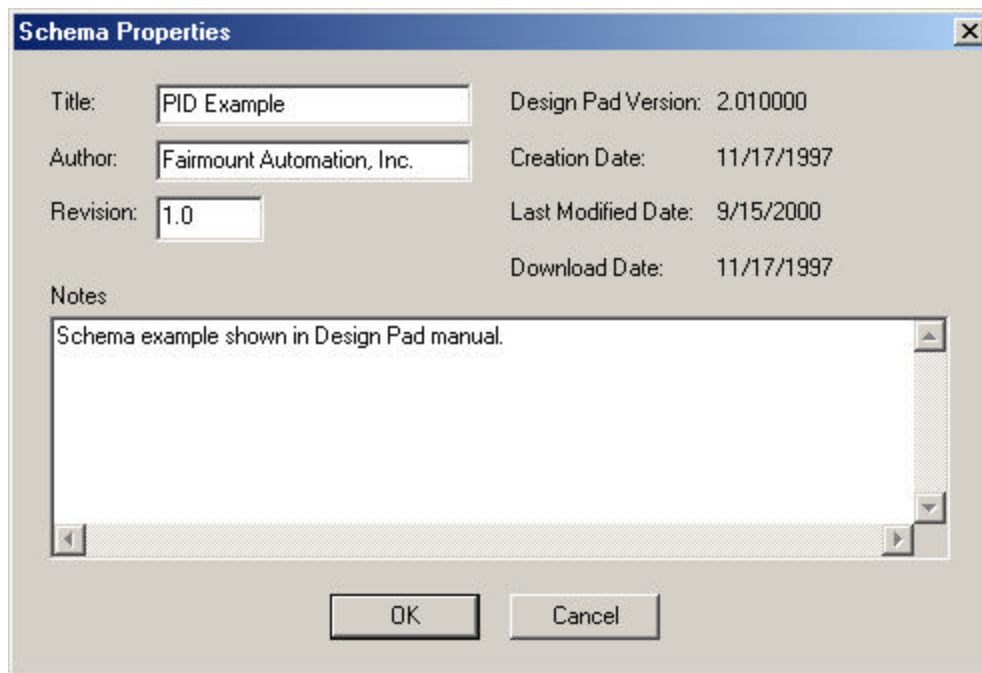 Schema Properties
Title: PID Example
Design Pad Version: 2.010000
Author: Fairmount Automation, Inc.
Creation Date: 11/17/1997
Revision: 1.0
Last Modified Date: 9/15/2000
Download Date: 11/17/1997
Notes
Schema example shown in Design Pad manual.
OK
Cancel